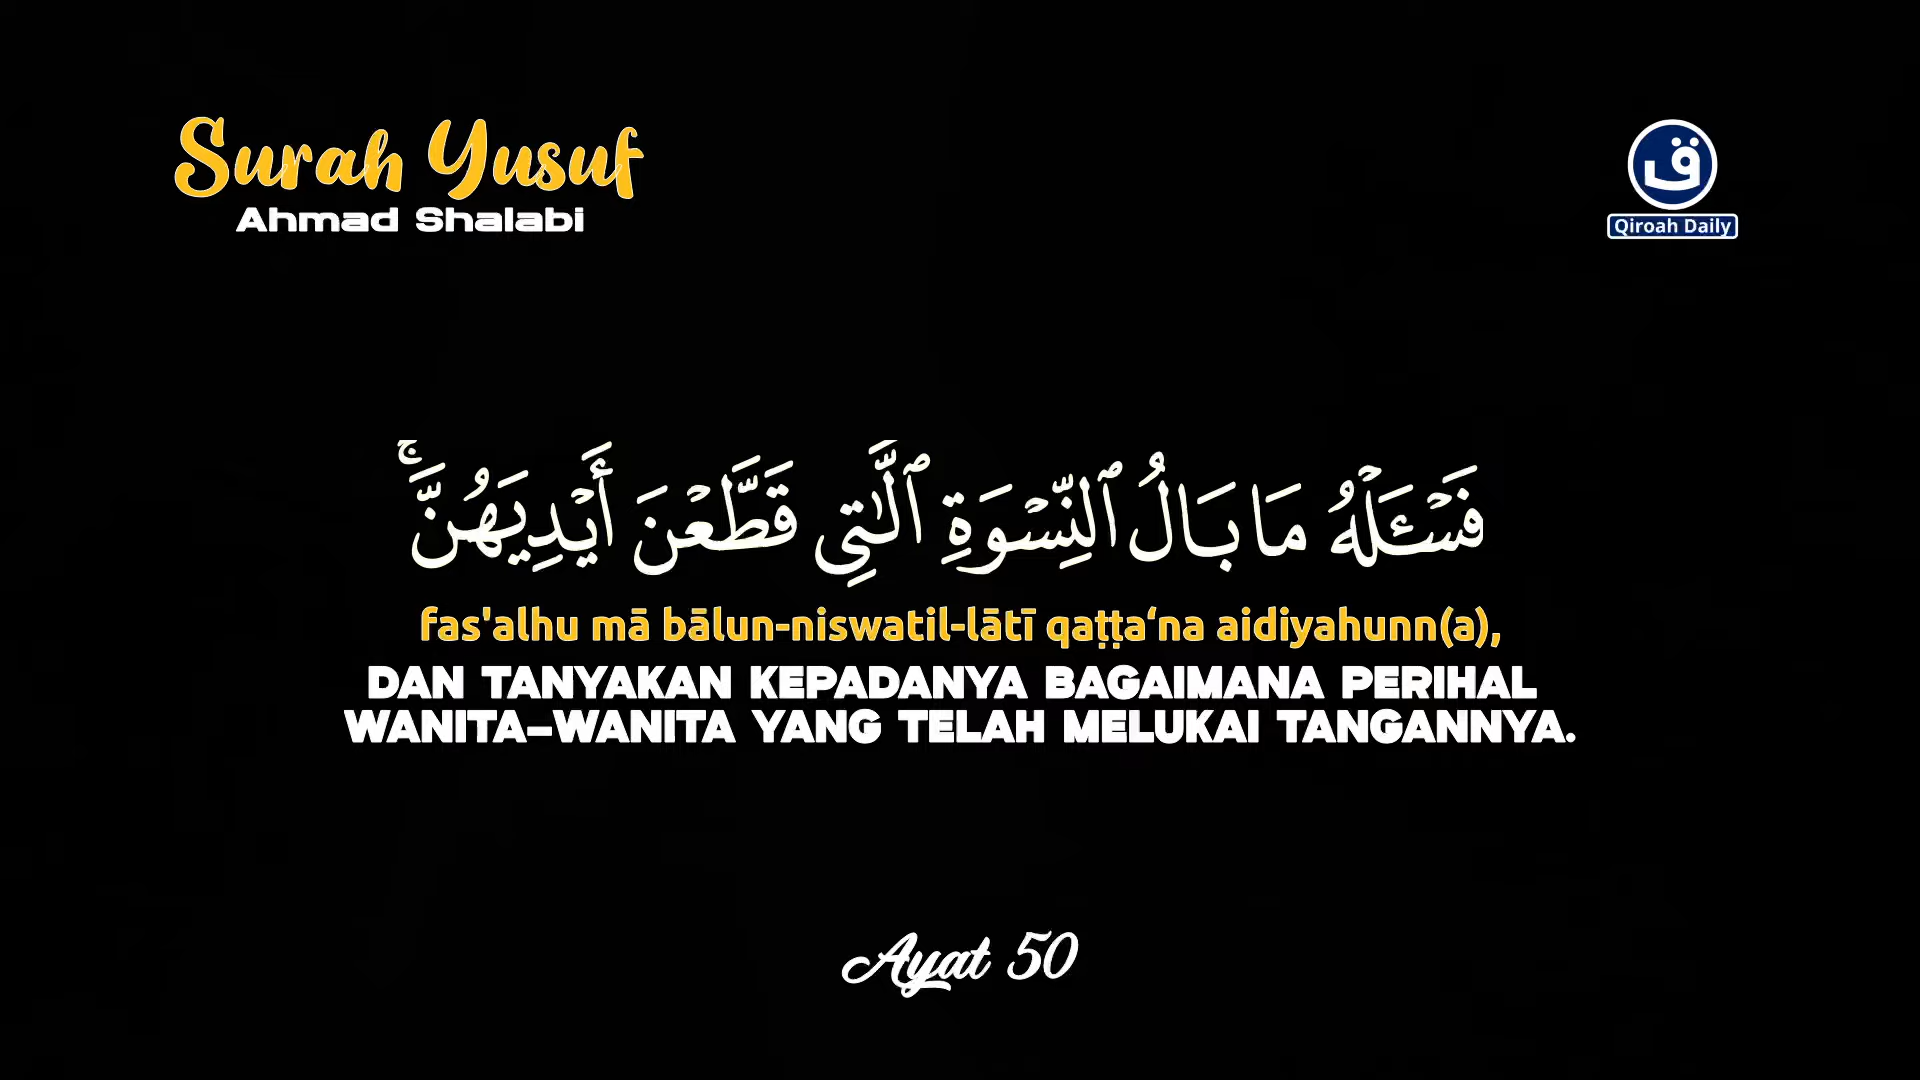 Surah Yusuf
Ahmad Shalabi
ق
Qiroah Daily
فَسْـَٔلْهُ مَا بَالُ ٱلنِّسْوَةِ ٱلَّـٰتِى قَطَّعْنَ أَيْدِيَهُنَّ ۚ
fas'alhu mā bālun-niswatil-lātī qaṭṭa‘na aidiyahunn(a),
DAN TANYAKAN KEPADANYA BAGAIMANA PERIHAL
WANITA-WANITA YANG TELAH MELUKAI TANGANNYA.
Ayat 50